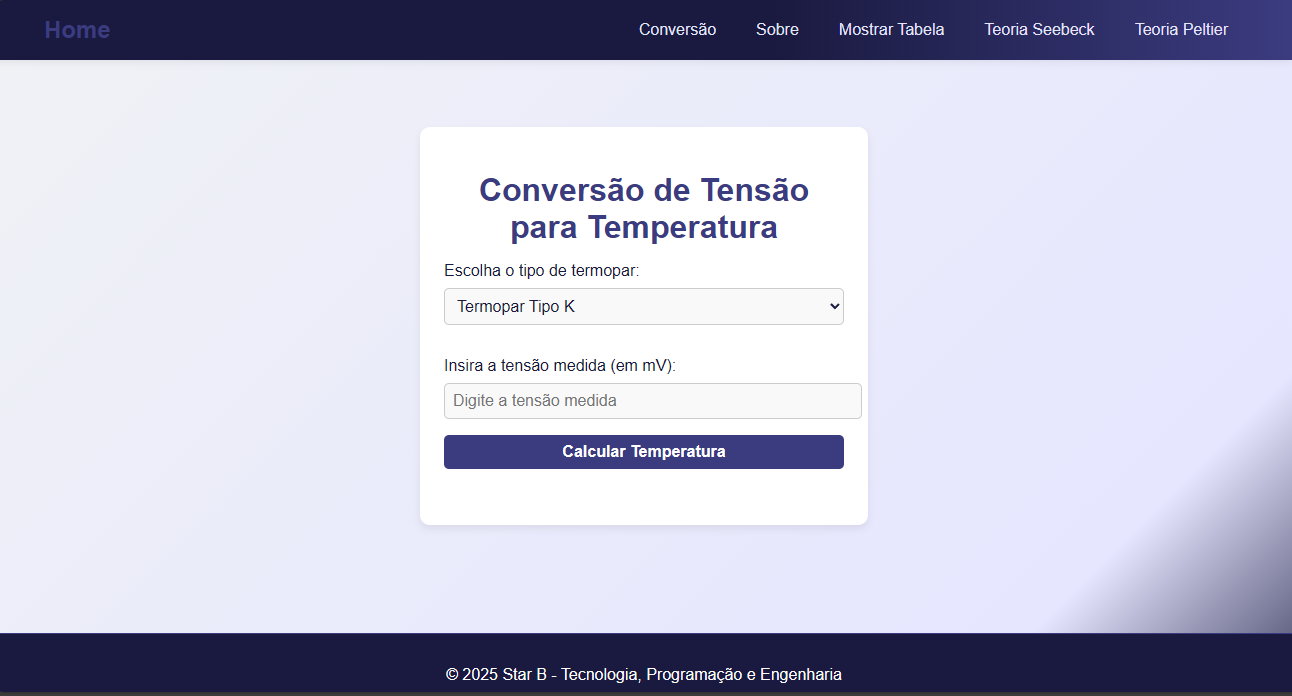 Home
Conversão
Sobre
Mostrar Tabela
Teoria Seebeck
Teoria Peltier
Conversão de Tensão
para Temperatura
Escolha o tipo de termopar:
Termopar Tipo K
Insira a tensão medida (em mV):
Digite a tensão medida
Calcular Temperatura
© 2025 Star B - Tecnologia, Programação e Engenharia